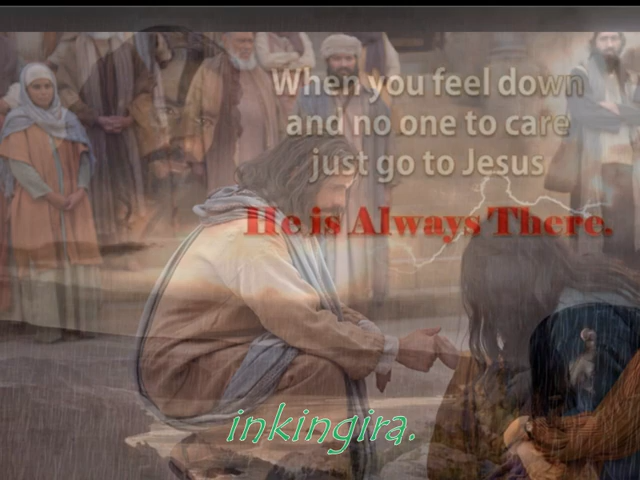 When you feel down
and no one to care
just go to Jesus
He is Always There.
inkingira.